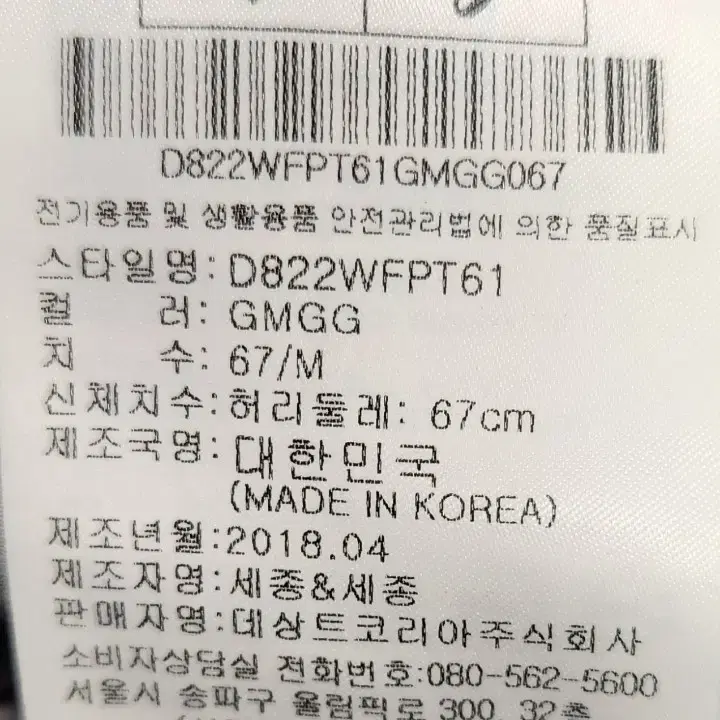 D822WFPT61GMGG067
전기용품 및 생활용품 안전관리법에 의한 품질표시
스타일명: D822WFPT61
컬 러: GMGG
치 수: 67/M
신체치수: 허리둘레: 67cm
제조국명: 대한민국
(MADE IN KOREA)
제조년월:2018.04
제조자명:세종&세종
판매자명:데상트코리아주식회사
소비자상담실 전화번호:080-562-5600
서울시 송파구 올림픽로 300, 32층